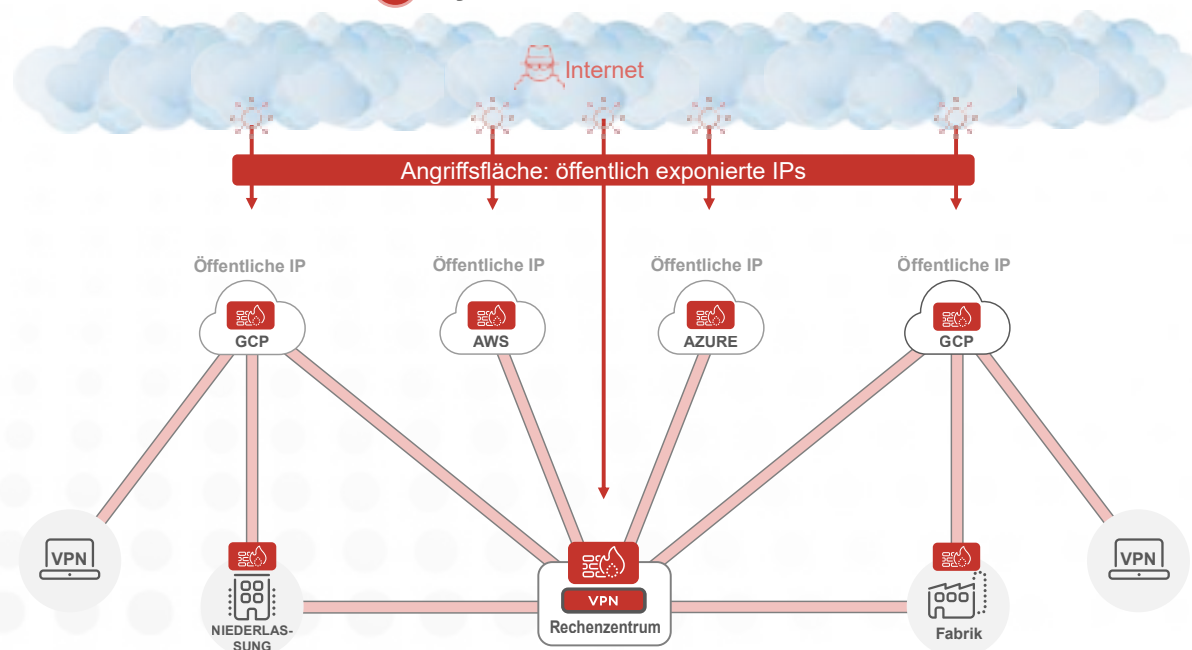 Internet
Angriffsfläche: öffentlich exponierte IPs
Öffentliche IP
Öffentliche IP
Öffentliche IP
Öffentliche IP
GCP
AWS
AZURE
GCP
VPN
VPN
VPN
NIEDERLAS-
SUNG
Rechenzentrum
Fabrik